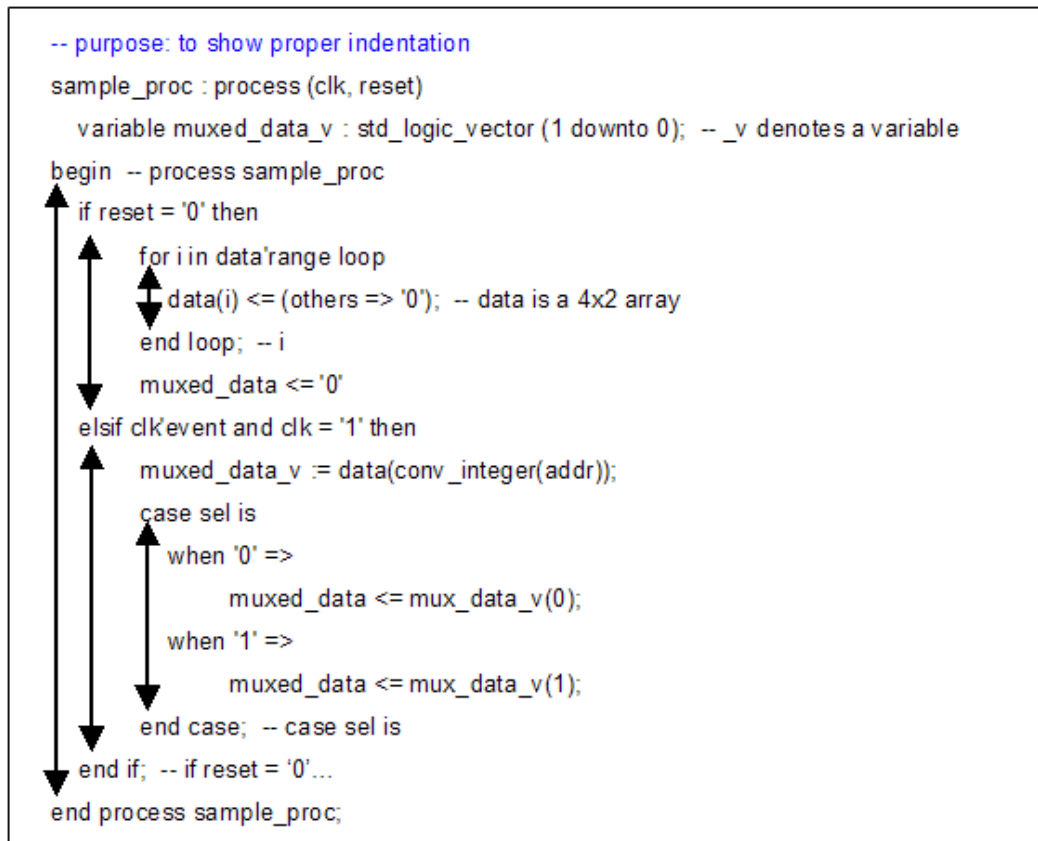 -- purpose: to show proper indentation
sample_proc : process (clk, reset)
variable muxed_data_v : std_logic_vector (1 downto 0);  -- _v denotes a variable
begin  -- process sample_proc
if reset = '0' then
for i in data'range loop
data(i) <= (others => '0');  -- data is a 4x2 array
end loop;  -- i
muxed_data <= '0'
elsif clk'event and clk = '1' then
muxed_data_v := data(conv_integer(addr));
case sel is
when '0' =>
muxed_data <= mux_data_v(0);
when '1' =>
muxed_data <= mux_data_v(1);
end case;  -- case sel is
end if;  -- if reset = ‘0’...
end process sample_proc;